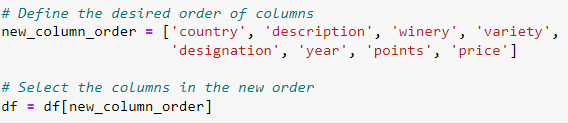 # Define the desired order of columns
new_column_order = ['country', 'description', 'winery', 'variety',
'designation', 'year', 'points', 'price']
# Select the columns in the new order
df = df[new_column_order]